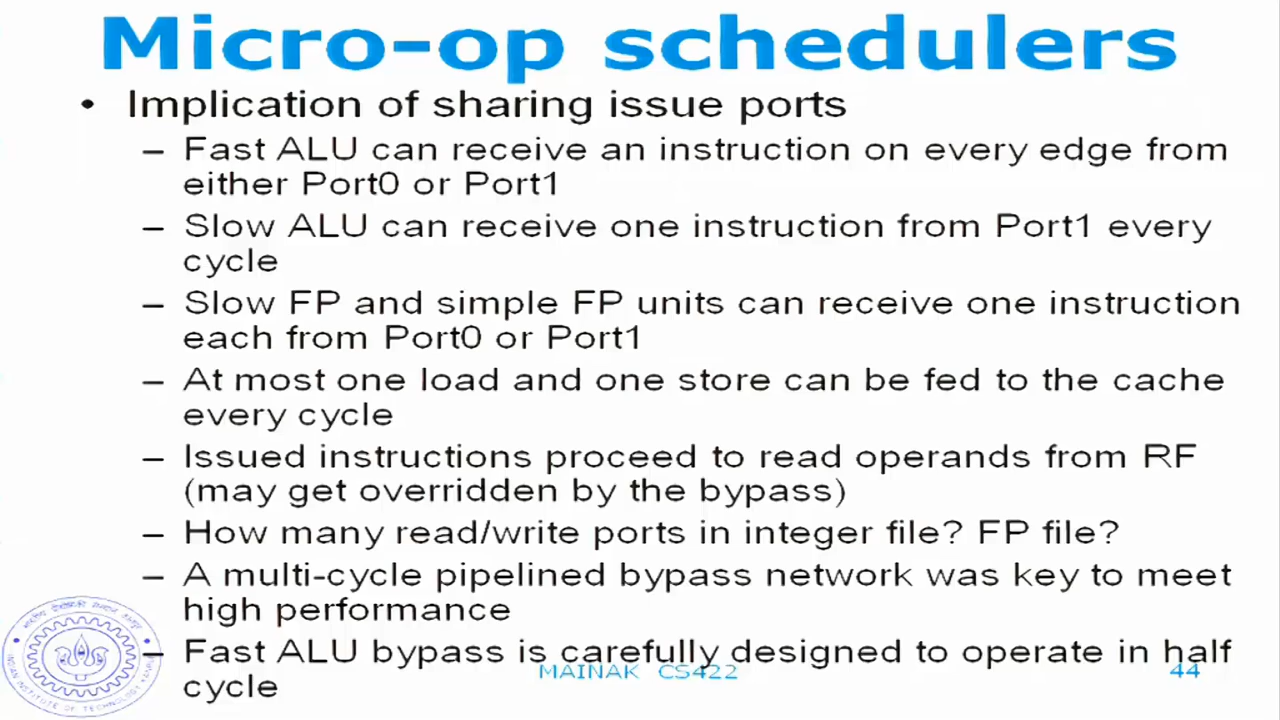 Micro-op schedulers
• Implication of sharing issue ports
– Fast ALU can receive an instruction on every edge from
either Port0 or Port1
– Slow ALU can receive one instruction from Port1 every
cycle
– Slow FP and simple FP units can receive one instruction
each from Port0 or Port1
– At most one load and one store can be fed to the cache
every cycle
– Issued instructions proceed to read operands from RF
(may get overridden by the bypass)
– How many read/write ports in integer file? FP file?
– A multi-cycle pipelined bypass network was key to meet
high performance
– Fast ALU bypass is carefully designed to operate in half
cycle
MAINAK CS422
44